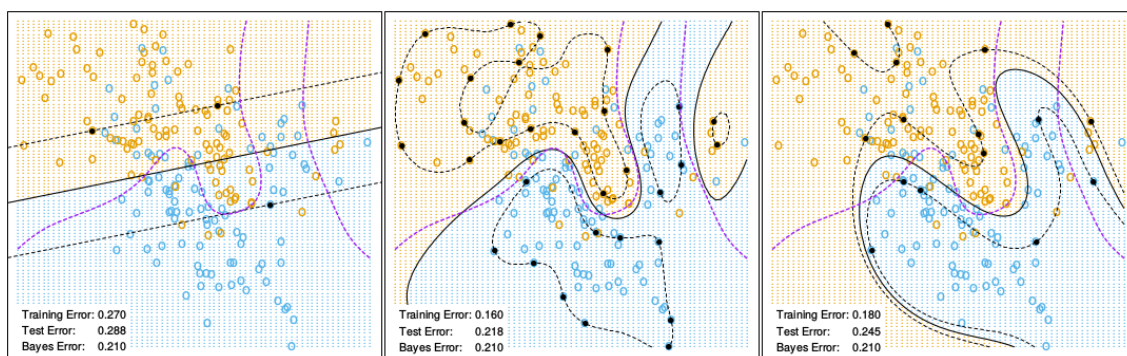 Training Error: 0.270
Test Error: 0.288
Bayes Error: 0.210
Training Error: 0.160
Test Error: 0.218
Bayes Error: 0.210
Training Error: 0.180
Test Error: 0.245
Bayes Error: 0.210